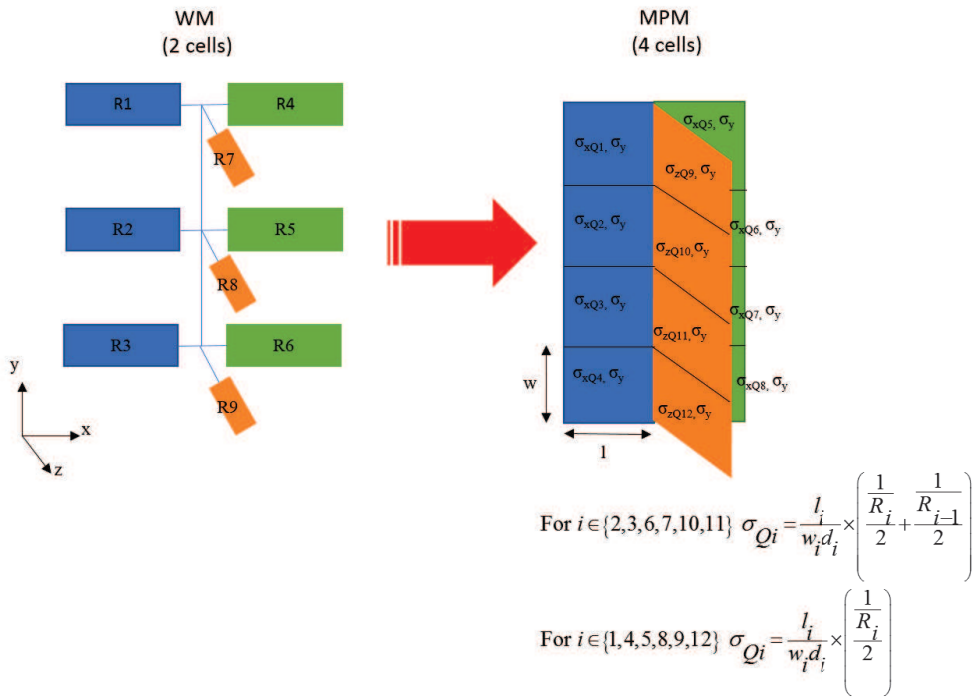 WM
(2 cells)
MPM
(4 cells)
R1
R4
R7
R2
R5
R8
R3
R6
R9
y
x
z
σxQ1, σy
σxQ5, σy
σzQ9, σy
σxQ2, σy
σxQ6, σy
σzQ10, σy
σxQ3, σy
σxQ7, σy
σzQ11, σy
σxQ4, σy
σxQ8, σy
σzQ12, σy
w
l
For i∈{2,3,6,7,10,11} σQi = li/(wi di) × ((1/Ri)/2 + (1/Ri−1)/2)
For i∈{1,4,5,8,9,12} σQi = li/(wi di) × ((1/Ri)/2)